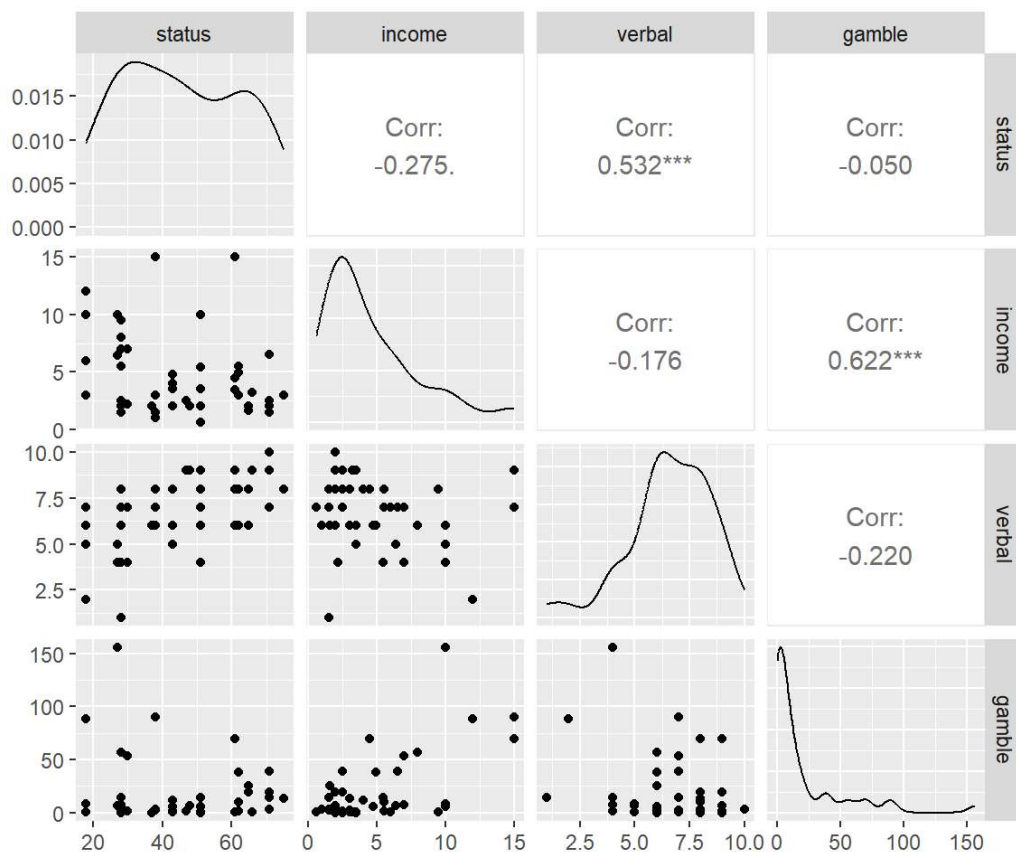 status income verbal gamble
0.015
0.010
0.005
0.000
Corr:
-0.275.
Corr:
0.532***
Corr:
-0.050
status
15
10
5
0
Corr:
-0.176
Corr:
0.622***
income
10.0
7.5
5.0
2.5
Corr:
-0.220
verbal
150
100
50
0
gamble
20 40 60 0 5 10 15 2.5 5.0 7.5 10.0 0 50 100 150